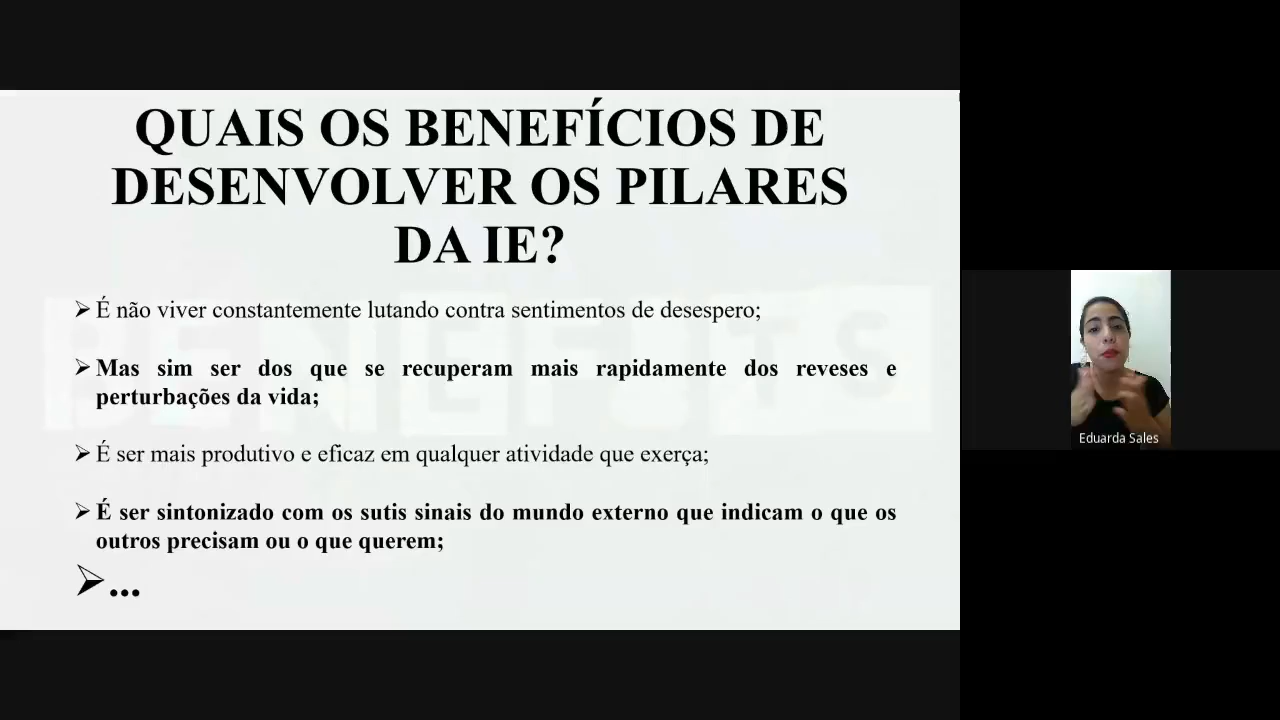 QUAIS OS BENEFÍCIOS DE
DESENVOLVER OS PILARES
DA IE?
➢É não viver constantemente lutando contra sentimentos de desespero;
➢Mas sim ser dos que se recuperam mais rapidamente dos reveses e
perturbações da vida;
➢É ser mais produtivo e eficaz em qualquer atividade que exerça;
➢É ser sintonizado com os sutis sinais do mundo externo que indicam o que os
outros precisam ou o que querem;
➢...
BENEFITS
Eduarda Sales